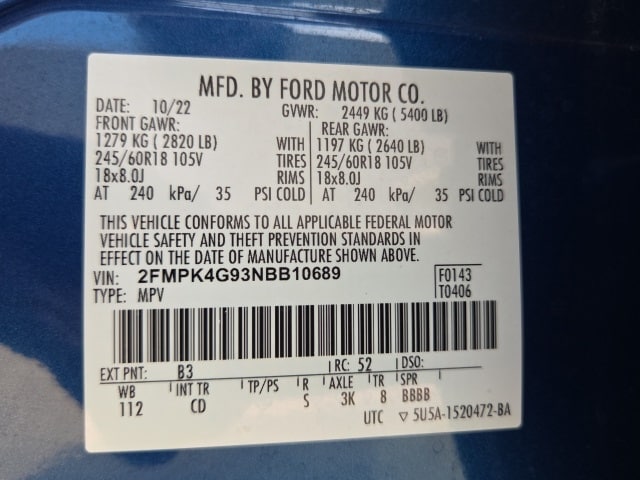 MFD. BY FORD MOTOR CO.
DATE: 10/22 GVWR: 2449 KG ( 5400 LB)
FRONT GAWR: REAR GAWR:
1279 KG ( 2820 LB) WITH 1197 KG ( 2640 LB) WITH
245/60R18 105V TIRES 245/60R18 105V TIRES
18x8.0J RIMS 18x8.0J RIMS
AT 240 kPa/ 35 PSI COLD AT 240 kPa/ 35 PSI COLD
THIS VEHICLE CONFORMS TO ALL APPLICABLE FEDERAL MOTOR
VEHICLE SAFETY AND THEFT PREVENTION STANDARDS IN
EFFECT ON THE DATE OF MANUFACTURE SHOWN ABOVE.
VIN: 2FMPK4G93NBB10689 F0143
TYPE: MPV T0406
EXT PNT: B3 RC: 52 DSO:
WB INT TR TP/PS R AXLE TR SPR
112 CD S 3K 8 BBBB
UTC ▽ 5U5A-1520472-BA